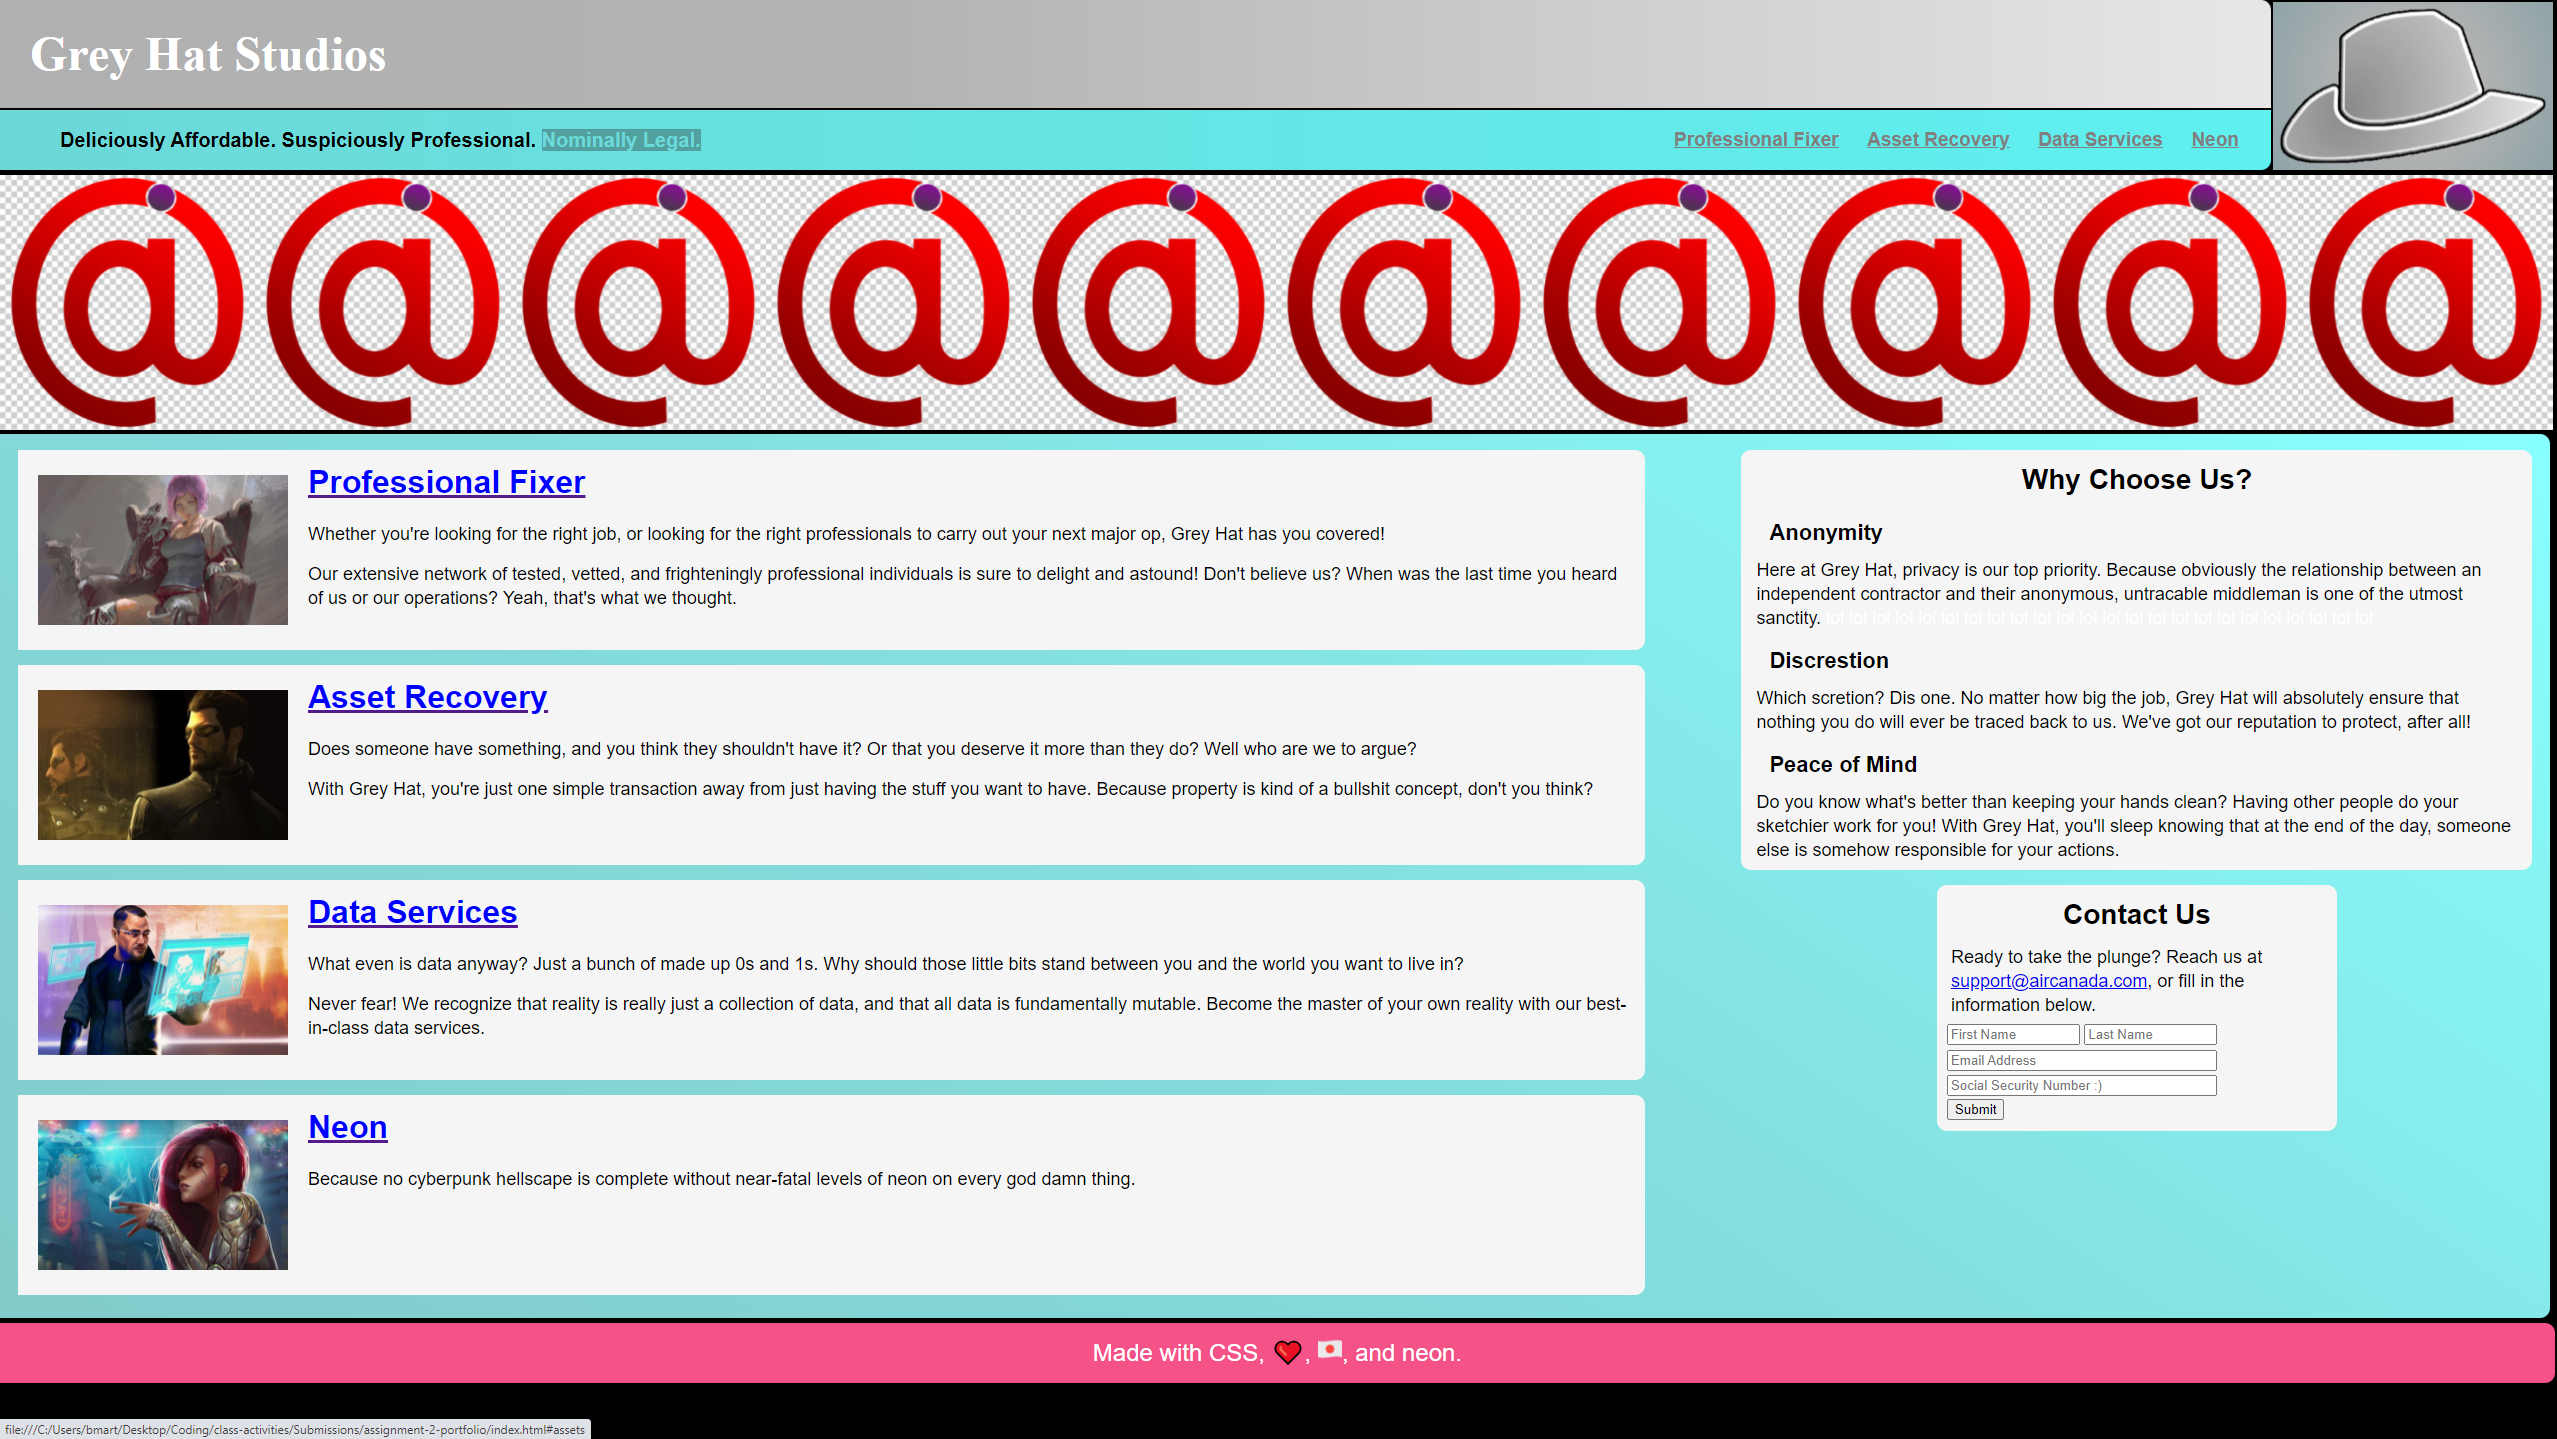 Grey Hat Studios
Deliciously Affordable. Suspiciously Professional. Nominally Legal.
Professional Fixer Asset Recovery Data Services Neon
@ @ @ @ @ @ @ @ @ @
Professional Fixer
Whether you're looking for the right job, or looking for the right professionals to carry out your next major op, Grey Hat has you covered!
Our extensive network of tested, vetted, and frighteningly professional individuals is sure to delight and astound! Don't believe us? When was the last time you heard
of us or our operations? Yeah, that's what we thought.
Asset Recovery
Does someone have something, and you think they shouldn't have it? Or that you deserve it more than they do? Well who are we to argue?
With Grey Hat, you're just one simple transaction away from just having the stuff you want to have. Because property is kind of a bullshit concept, don't you think?
Data Services
What even is data anyway? Just a bunch of made up 0s and 1s. Why should those little bits stand between you and the world you want to live in?
Never fear! We recognize that reality is really just a collection of data, and that all data is fundamentally mutable. Become the master of your own reality with our best-
in-class data services.
Neon
Because no cyberpunk hellscape is complete without near-fatal levels of neon on every god damn thing.
Why Choose Us?
Anonymity
Here at Grey Hat, privacy is our top priority. Because obviously the relationship between an
independent contractor and their anonymous, untracable middleman is one of the utmost
sanctity. lol lol lol lol lol lol lol lol lol lol lol lol lol lol lol lol lol lol lol lol lol lol lol lol
Discrestion
Which scretion? Dis one. No matter how big the job, Grey Hat will absolutely ensure that
nothing you do will ever be traced back to us. We've got our reputation to protect, after all!
Peace of Mind
Do you know what's better than keeping your hands clean? Having other people do your
sketchier work for you! With Grey Hat, you'll sleep knowing that at the end of the day, someone
else is somehow responsible for your actions.
Contact Us
Ready to take the plunge? Reach us at
support@aircanada.com, or fill in the
information below.
First Name Last Name
Email Address
Social Security Number :)
Submit
Made with CSS, ❤️, 🇯🇵, and neon.
file:///C:/Users/bmart/Desktop/Coding/class-activities/Submissions/assignment-2-portfolio/index.html#assets